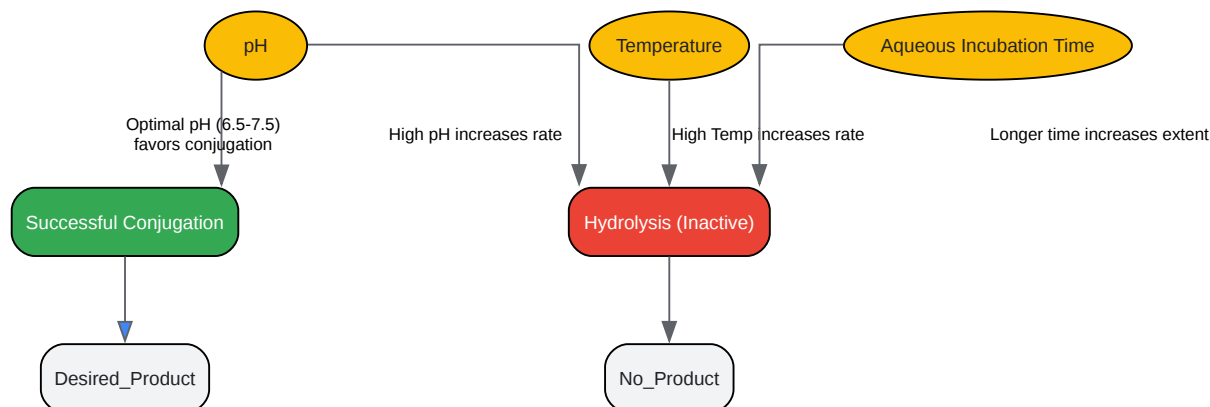 pH
Temperature
Aqueous Incubation Time
Optimal pH (6.5-7.5)
favors conjugation
High pH increases rate
High Temp increases rate
Longer time increases extent
Successful Conjugation
Hydrolysis (Inactive)
Desired_Product
No_Product